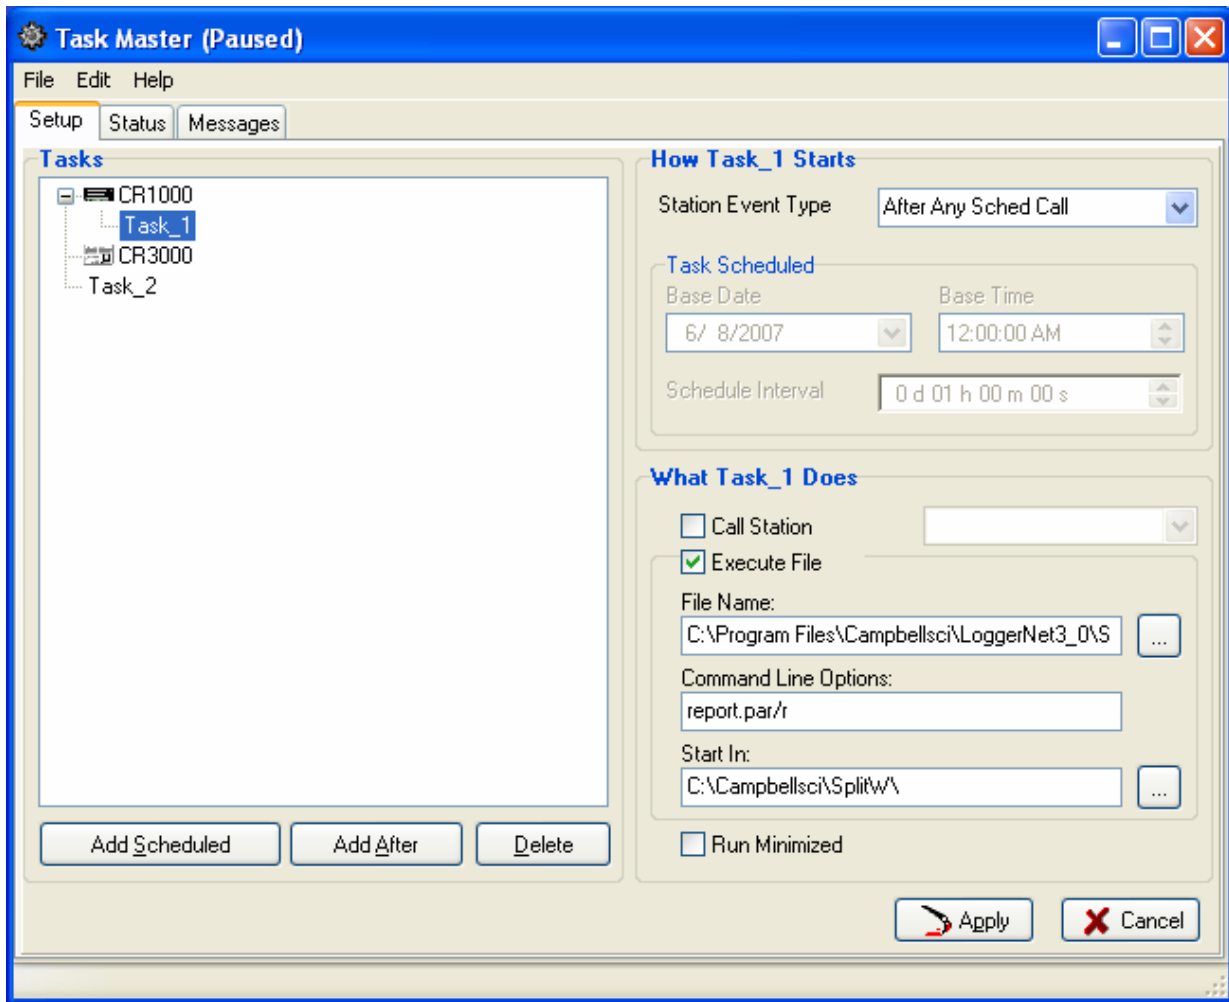 Task Master (Paused)
File Edit Help
Setup Status Messages
Tasks
CR1000
Task_1
CR3000
Task_2
Add Scheduled Add After Delete
How Task_1 Starts
Station Event Type After Any Sched Call
Task Scheduled
Base Date Base Time
6/ 8/2007 12:00:00 AM
Schedule Interval 0 d 01 h 00 m 00 s
What Task_1 Does
Call Station
Execute File
File Name:
C:\Program Files\Campbellsci\LoggerNet3_0\S ...
Command Line Options:
report.par/r
Start In:
C:\Campbellsci\SplitW\ ...
Run Minimized
Apply Cancel